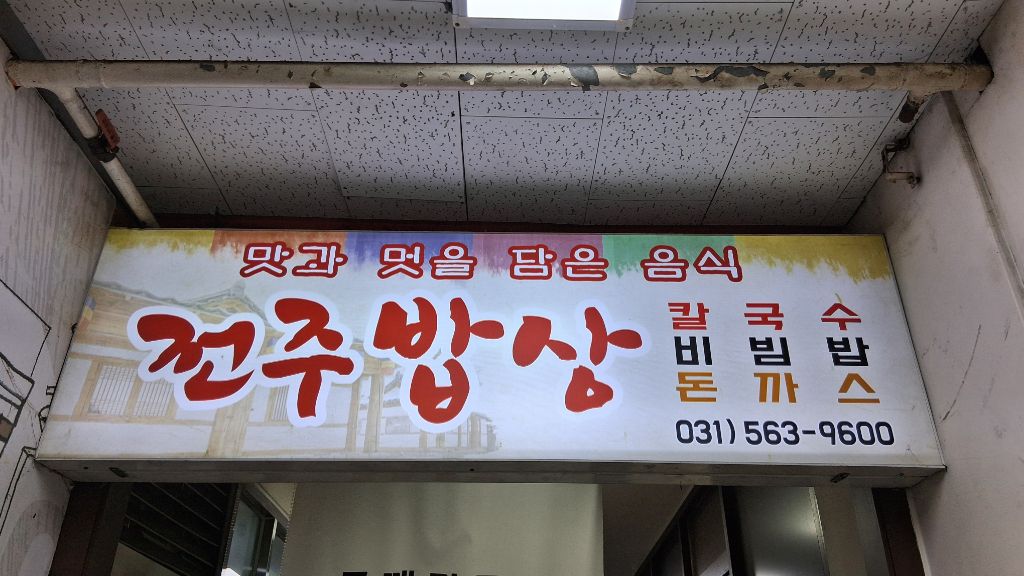 맛과 멋을 담은 음식
전주밥상
칼국수
비빔밥
돈까스
031) 563-9600